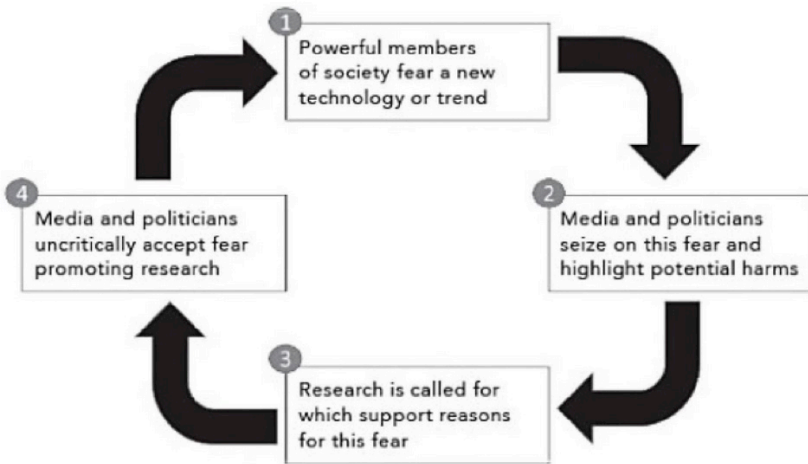 1
Powerful members
of society fear a new
technology or trend
2
Media and politicians
seize on this fear and
highlight potential harms
3
Research is called for
which support reasons
for this fear
4
Media and politicians
uncritically accept fear
promoting research